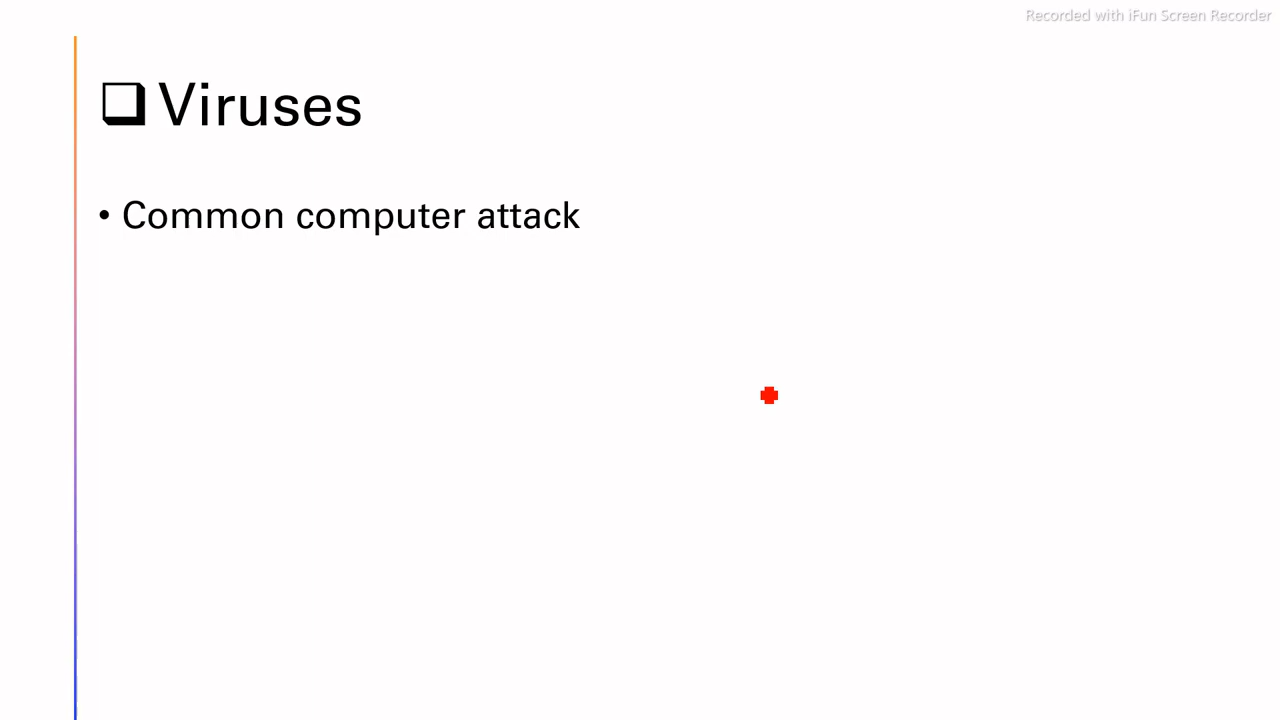 Recorded with iFun Screen Recorder
❑ Viruses
• Common computer attack